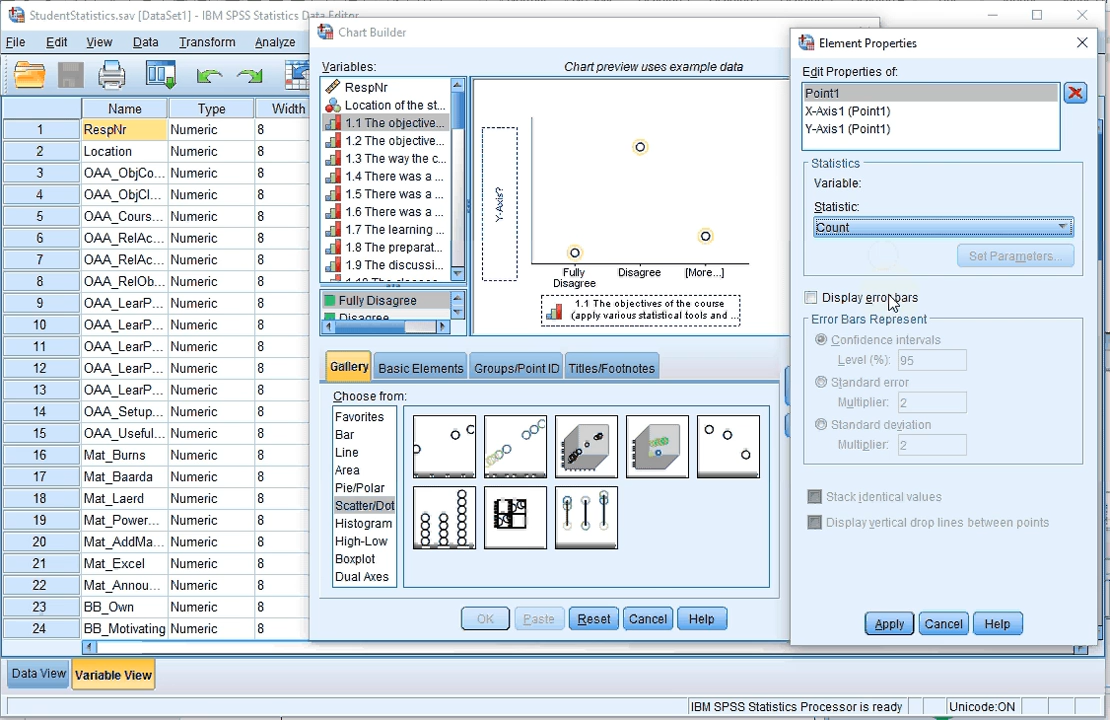 StudentStatistics.sav [DataSet1] - IBM SPSS Statistics Data Editor
File Edit View Data Transform Analyze
Name Type Width
1 RespNr Numeric 8
2 Location Numeric 8
3 OAA_ObjCo... Numeric 8
4 OAA_ObjCl... Numeric 8
5 OAA_Cours... Numeric 8
6 OAA_RelAc... Numeric 8
7 OAA_RelAc... Numeric 8
8 OAA_RelOb... Numeric 8
9 OAA_LearP... Numeric 8
10 OAA_LearP... Numeric 8
11 OAA_LearP... Numeric 8
12 OAA_LearP... Numeric 8
13 OAA_LearP... Numeric 8
14 OAA_Setup... Numeric 8
15 OAA_Useful... Numeric 8
16 Mat_Burns Numeric 8
17 Mat_Baarda Numeric 8
18 Mat_Laerd Numeric 8
19 Mat_Power... Numeric 8
20 Mat_AddMa... Numeric 8
21 Mat_Excel Numeric 8
22 Mat_Annou... Numeric 8
23 BB_Own Numeric 8
24 BB_Motivating Numeric 8
Data View Variable View
IBM SPSS Statistics Processor is ready Unicode:ON
Chart Builder
Variables:
RespNr
Location of the st...
1.1 The objective...
1.2 The objective...
1.3 The way the c...
1.4 There was a ...
1.5 There was a ...
1.6 There was a ...
1.7 The learning ...
1.8 The preparat...
1.9 The discussi...
Fully Disagree
Disagree
Chart preview uses example data
Y-Axis?
Fully Disagree
Disagree
[More...]
1.1 The objectives of the course
(apply various statistical tools and ...
Gallery Basic Elements Groups/Point ID Titles/Footnotes
Choose from:
Favorites
Bar
Line
Area
Pie/Polar
Scatter/Dot
Histogram
High-Low
Boxplot
Dual Axes
OK Paste Reset Cancel Help
Element Properties
Edit Properties of:
Point1
X-Axis1 (Point1)
Y-Axis1 (Point1)
Statistics
Variable:
Statistic:
Count
Set Parameters...
Display error bars
Error Bars Represent
Confidence intervals
Level (%): 95
Standard error
Multiplier: 2
Standard deviation
Multiplier: 2
Stack identical values
Display vertical drop lines between points
Apply Cancel Help